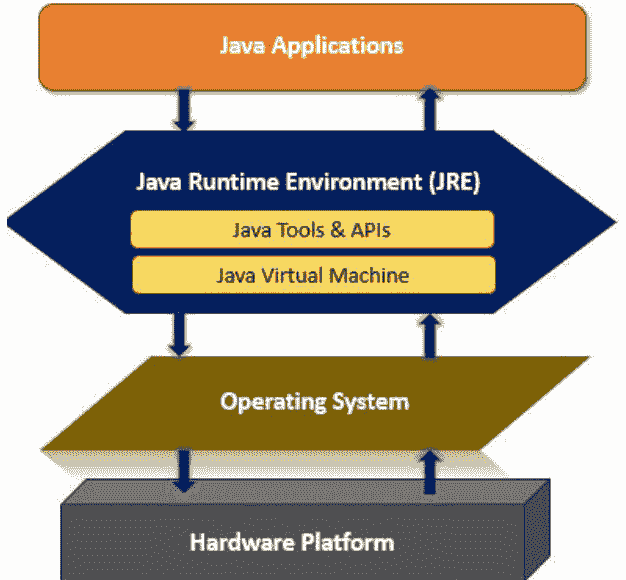 Java Applications
Java Runtime Environment (JRE)
Java Tools & APIs
Java Virtual Machine
Operating System
Hardware Platform